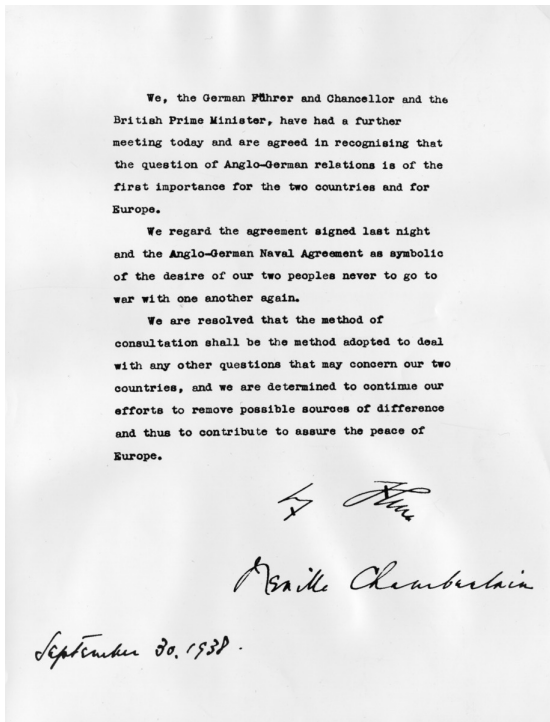 We, the German Führer and Chancellor and the
British Prime Minister, have had a further
meeting today and are agreed in recognising that
the question of Anglo-German relations is of the
first importance for the two countries and for
Europe.
We regard the agreement signed last night
and the Anglo-German Naval Agreement as symbolic
of the desire of our two peoples never to go to
war with one another again.
We are resolved that the method of
consultation shall be the method adopted to deal
with any other questions that may concern our two
countries, and we are determined to continue our
efforts to remove possible sources of difference
and thus to contribute to assure the peace of
Europe.
Neville Chamberlain
September 30, 1938.